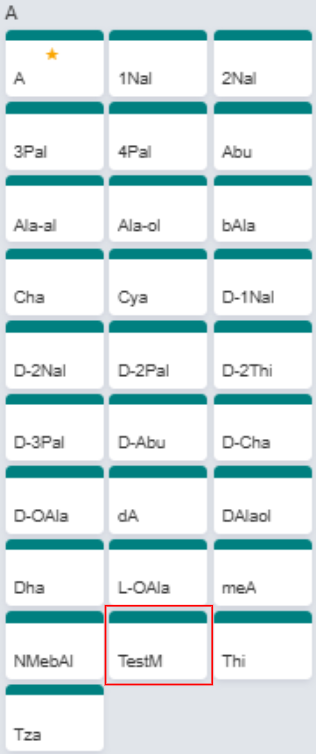 A
A 1Nal 2Nal
3Pal 4Pal Abu
Ala-al Ala-ol bAla
Cha Cya D-1Nal
D-2Nal D-2Pal D-2Thi
D-3Pal D-Abu D-Cha
D-OAla dA DAlaol
Dha L-OAla meA
NMebAl TestM Thi
Tza